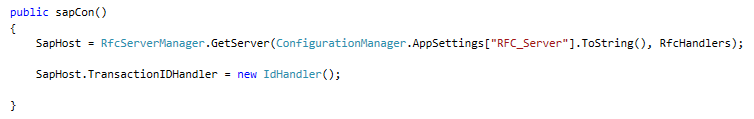 public sapCon()
{
SapHost = RfcServerManager.GetServer(ConfigurationManager.AppSettings["RFC_Server"].ToString(), RfcHandlers);
SapHost.TransactionIDHandler = new IdHandler();
}